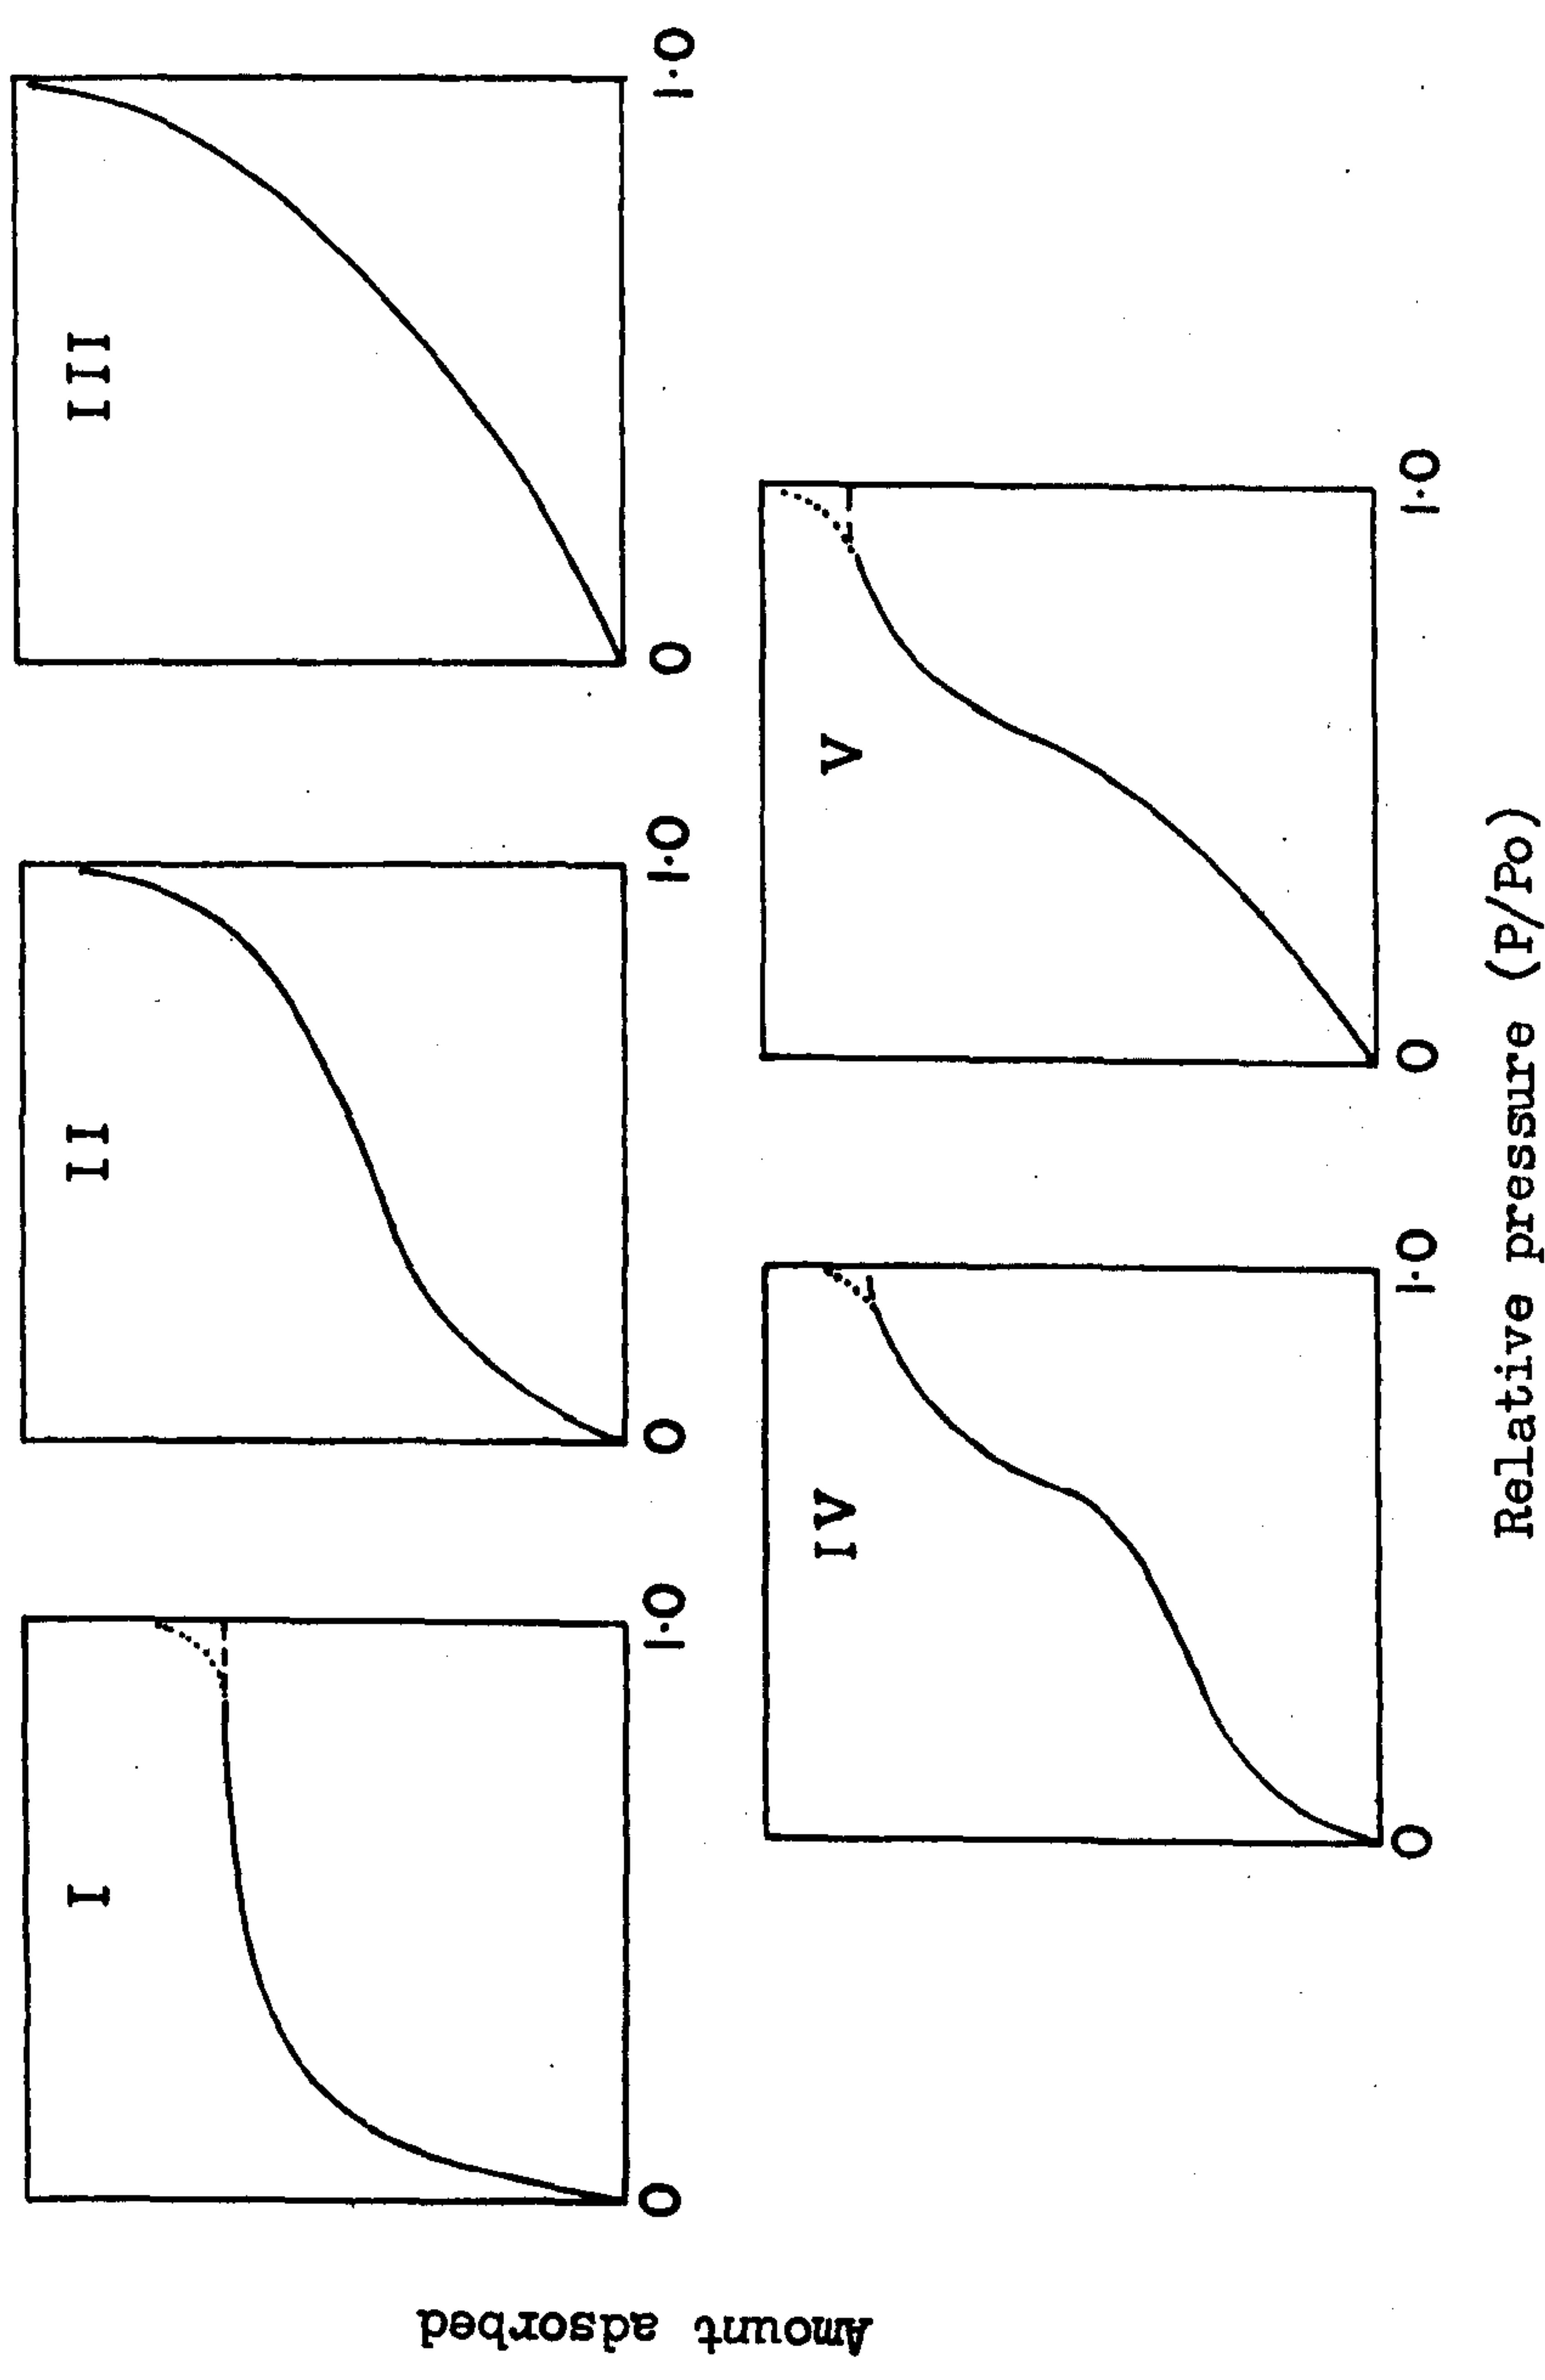 I
II
III
0
1·0
0
1·0
0
1·0
IV
V
0
1·0
0
1·0
Amount adsorbed
Relative pressure (P/Po)